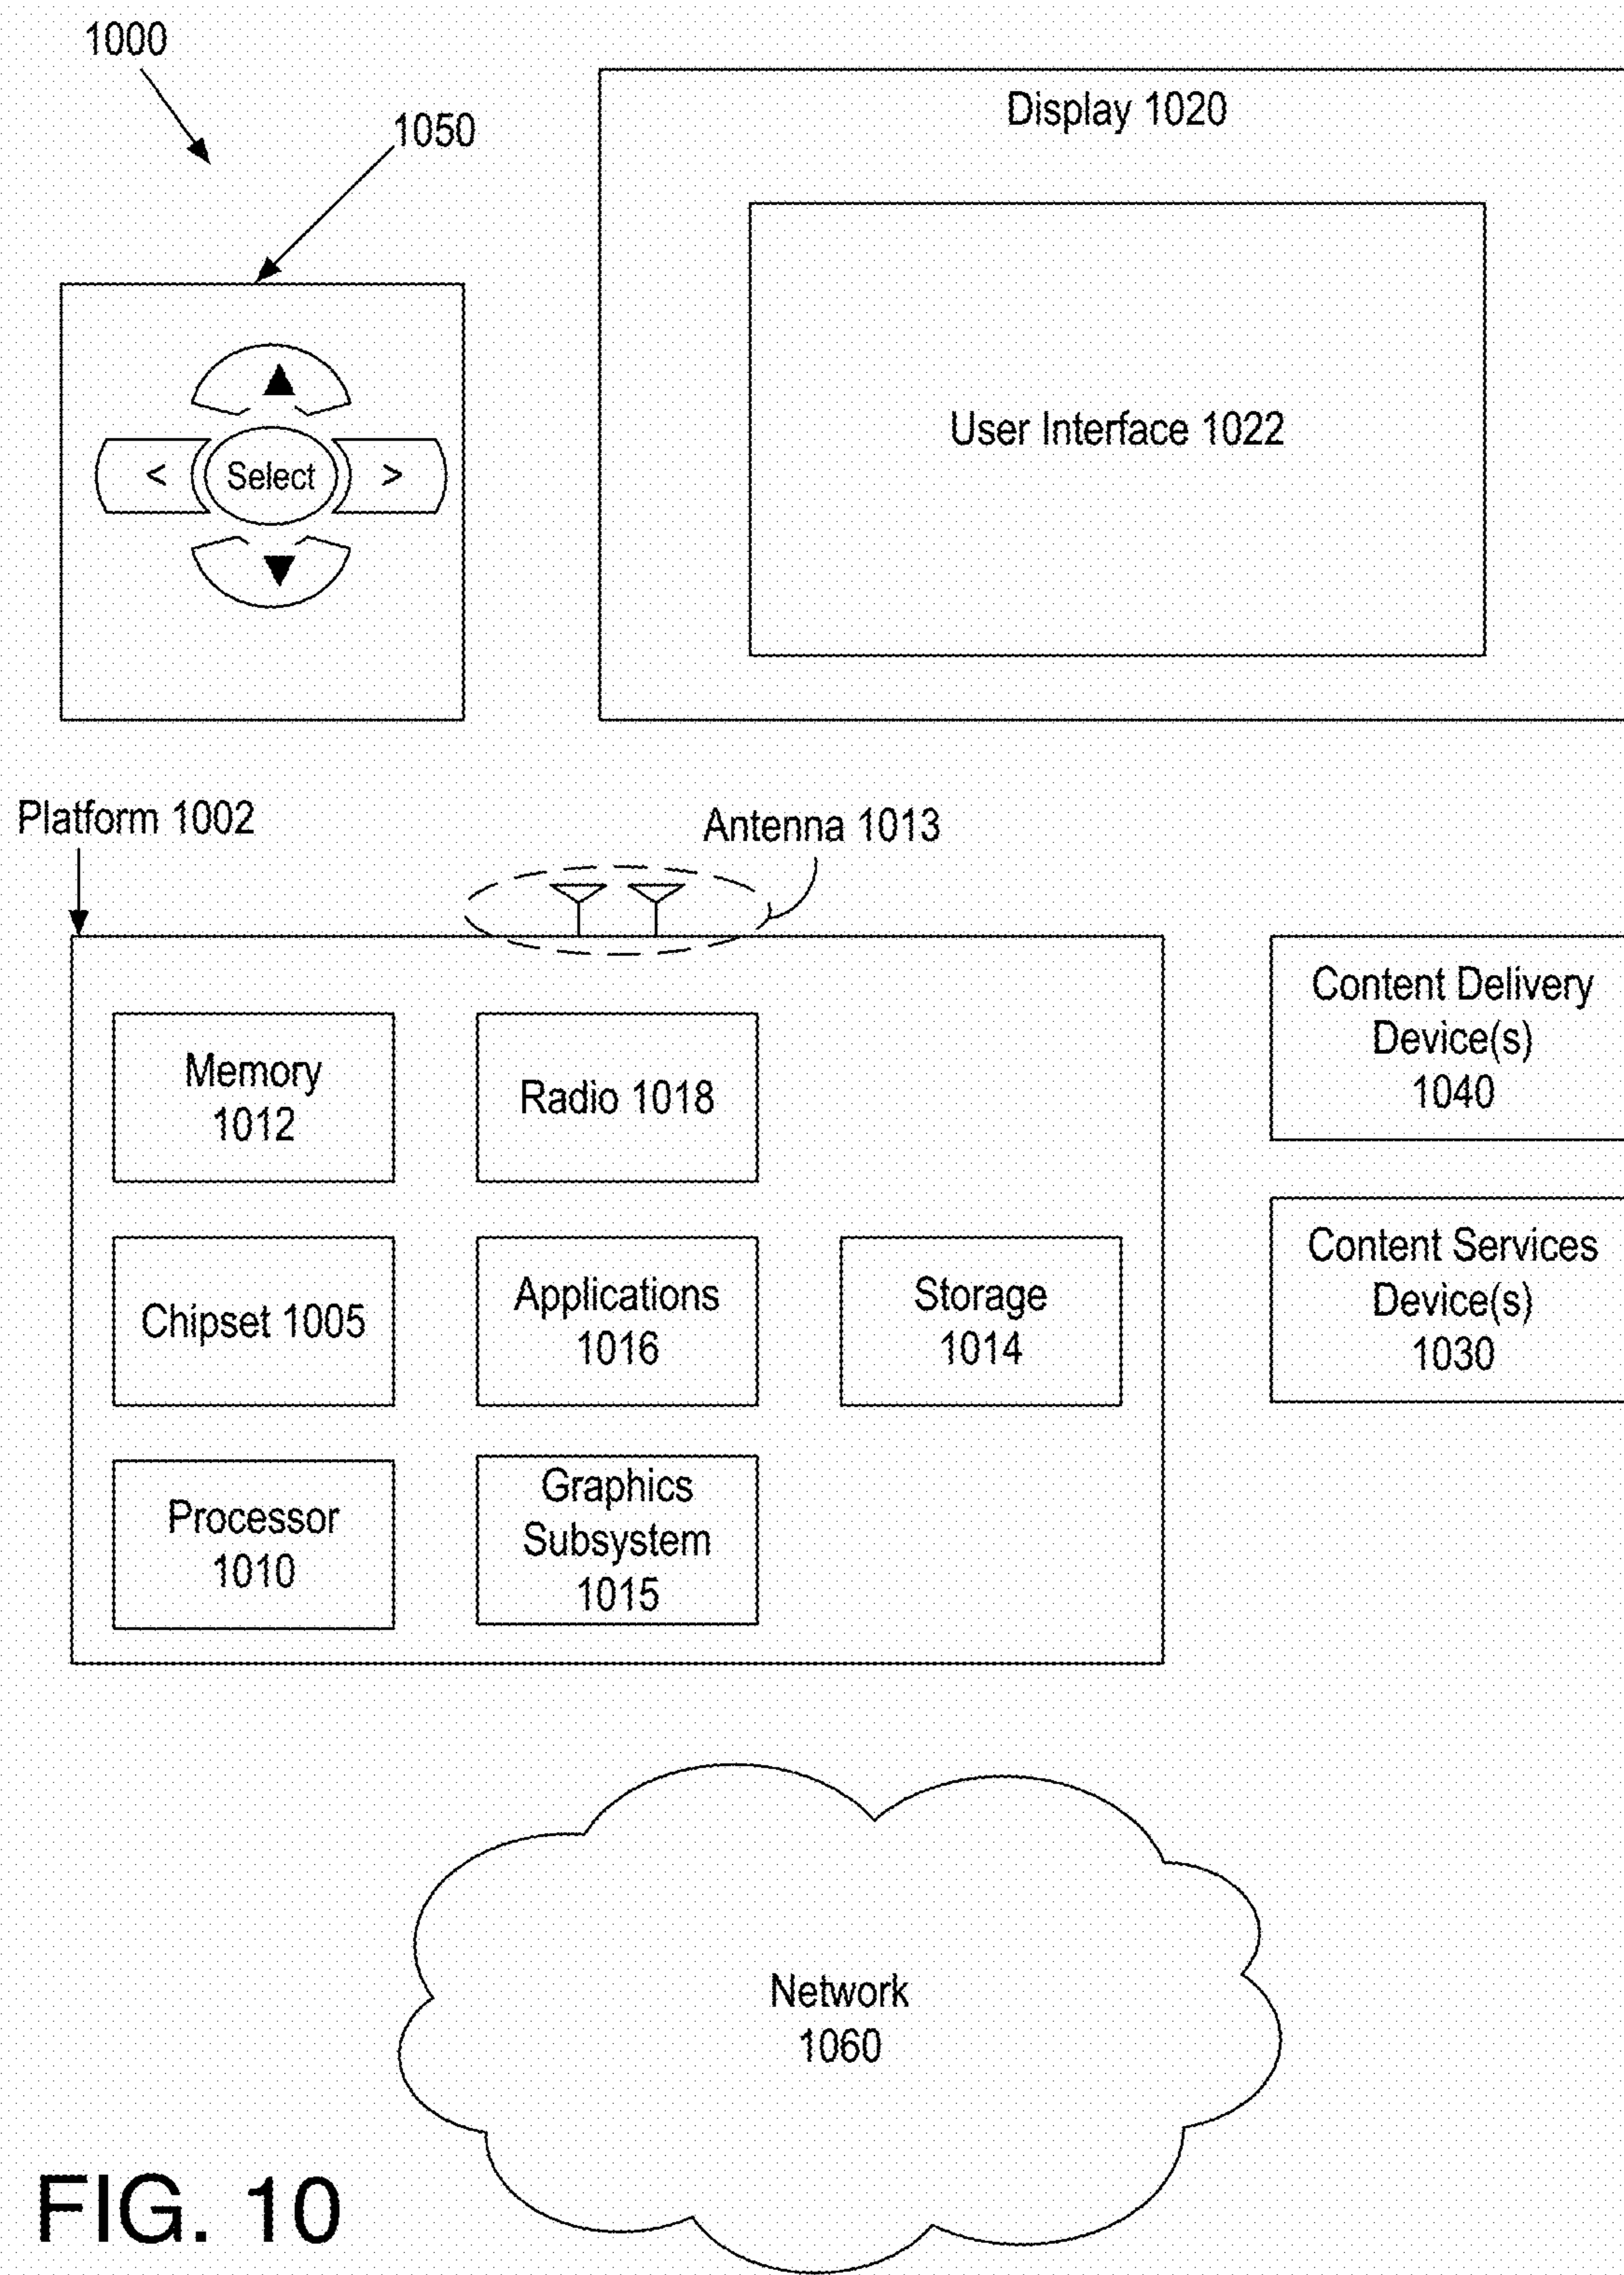 1000
1050
Display 1020
User Interface 1022
<
Select
>
Platform 1002
Antenna 1013
Memory
1012
Radio 1018
Chipset 1005
Applications
1016
Storage
1014
Processor
1010
Graphics
Subsystem
1015
Content Delivery
Device(s)
1040
Content Services
Device(s)
1030
Network
1060
FIG. 10